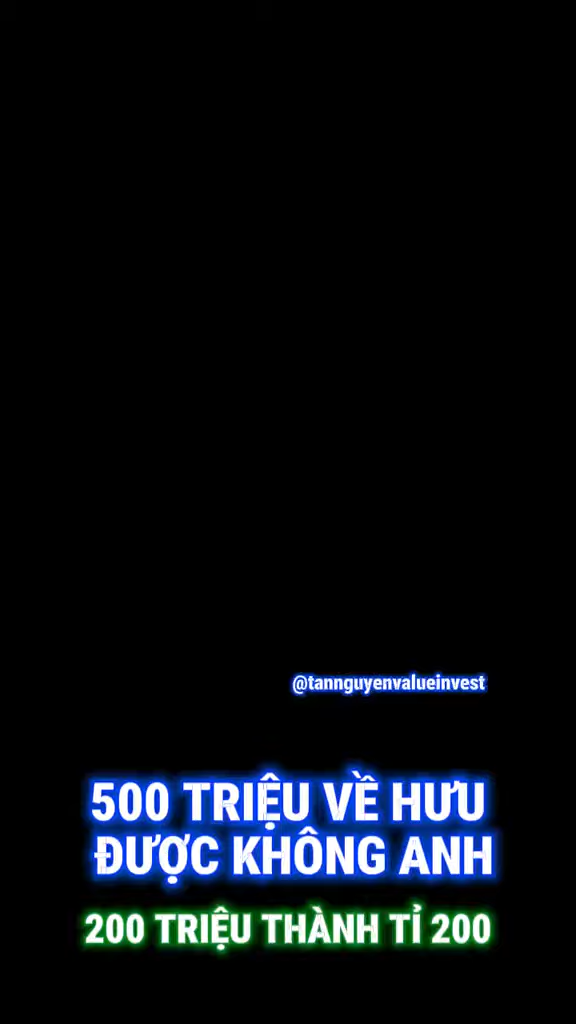 @tannguyenvalueinvest
500 TRIỆU VỀ HƯU
ĐƯỢC KHÔNG ANH
200 TRIỆU THÀNH TỈ 200